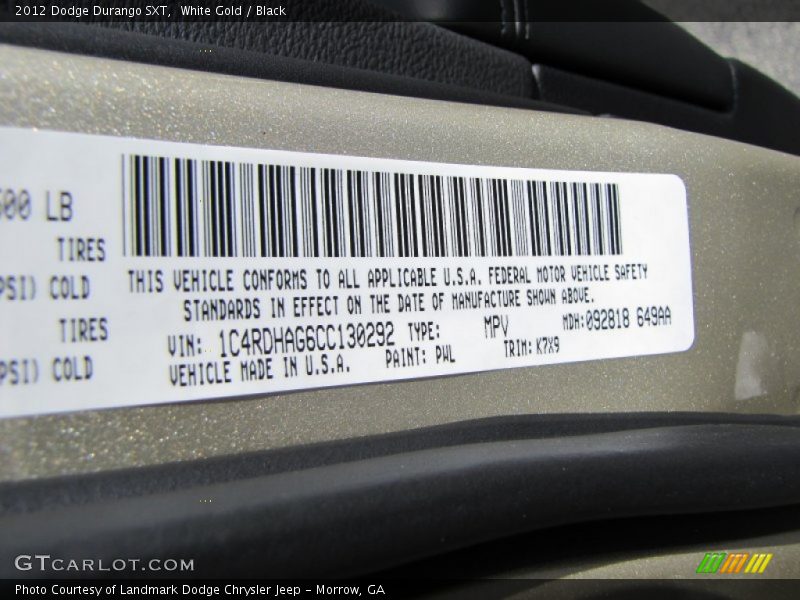 2012 Dodge Durango SXT,  White Gold / Black
LB
TIRES
PSI) COLD
TIRES
PSI) COLD
THIS VEHICLE CONFORMS TO ALL APPLICABLE U.S.A. FEDERAL MOTOR VEHICLE SAFETY
STANDARDS IN EFFECT ON THE DATE OF MANUFACTURE SHOWN ABOVE.
VIN: 1C4RDHAG6CC130292 TYPE: MPV MDH:092818 649AA
VEHICLE MADE IN U.S.A. PAINT: PWL TRIM: K7X9
GTCARLOT.COM
Photo Courtesy of Landmark Dodge Chrysler Jeep – Morrow, GA